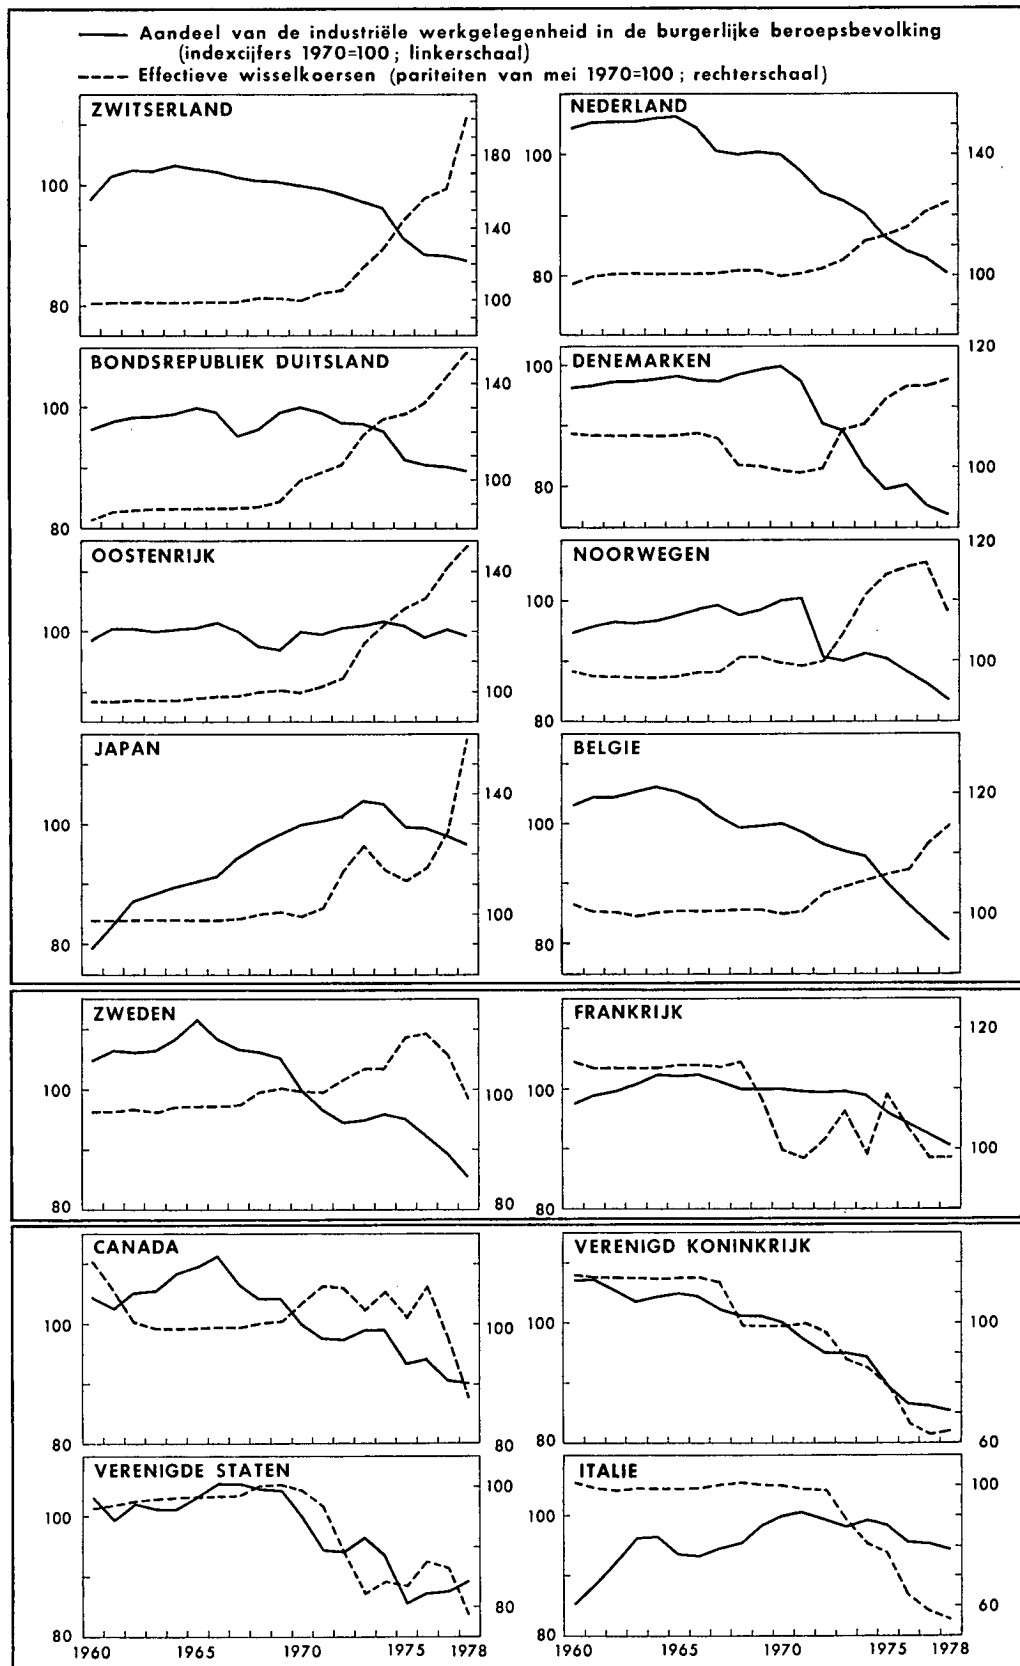 Aandeel van de industriële werkgelegenheid in de burgerlijke beroepsbevolking
(indexcijfers 1970=100 ; linkerschaal)
Effectieve wisselkoersen (pariteiten van mei 1970=100 ; rechterschaal)
ZWITSERLAND
100
80
180
140
100
NEDERLAND
100
80
140
100
BONDSREPUBLIEK DUITSLAND
100
80
140
100
DENEMARKEN
100
80
120
100
OOSTENRIJK
100
140
100
NOORWEGEN
100
80
120
100
JAPAN
100
80
140
100
BELGIE
100
80
120
100
ZWEDEN
100
80
100
80
FRANKRIJK
100
80
120
100
CANADA
100
80
100
80
VERENIGD KONINKRIJK
100
80
100
60
VERENIGDE STATEN
100
80
100
80
ITALIE
100
80
100
60
1960 1965 1970 1975 1978
1960 1965 1970 1975 1978